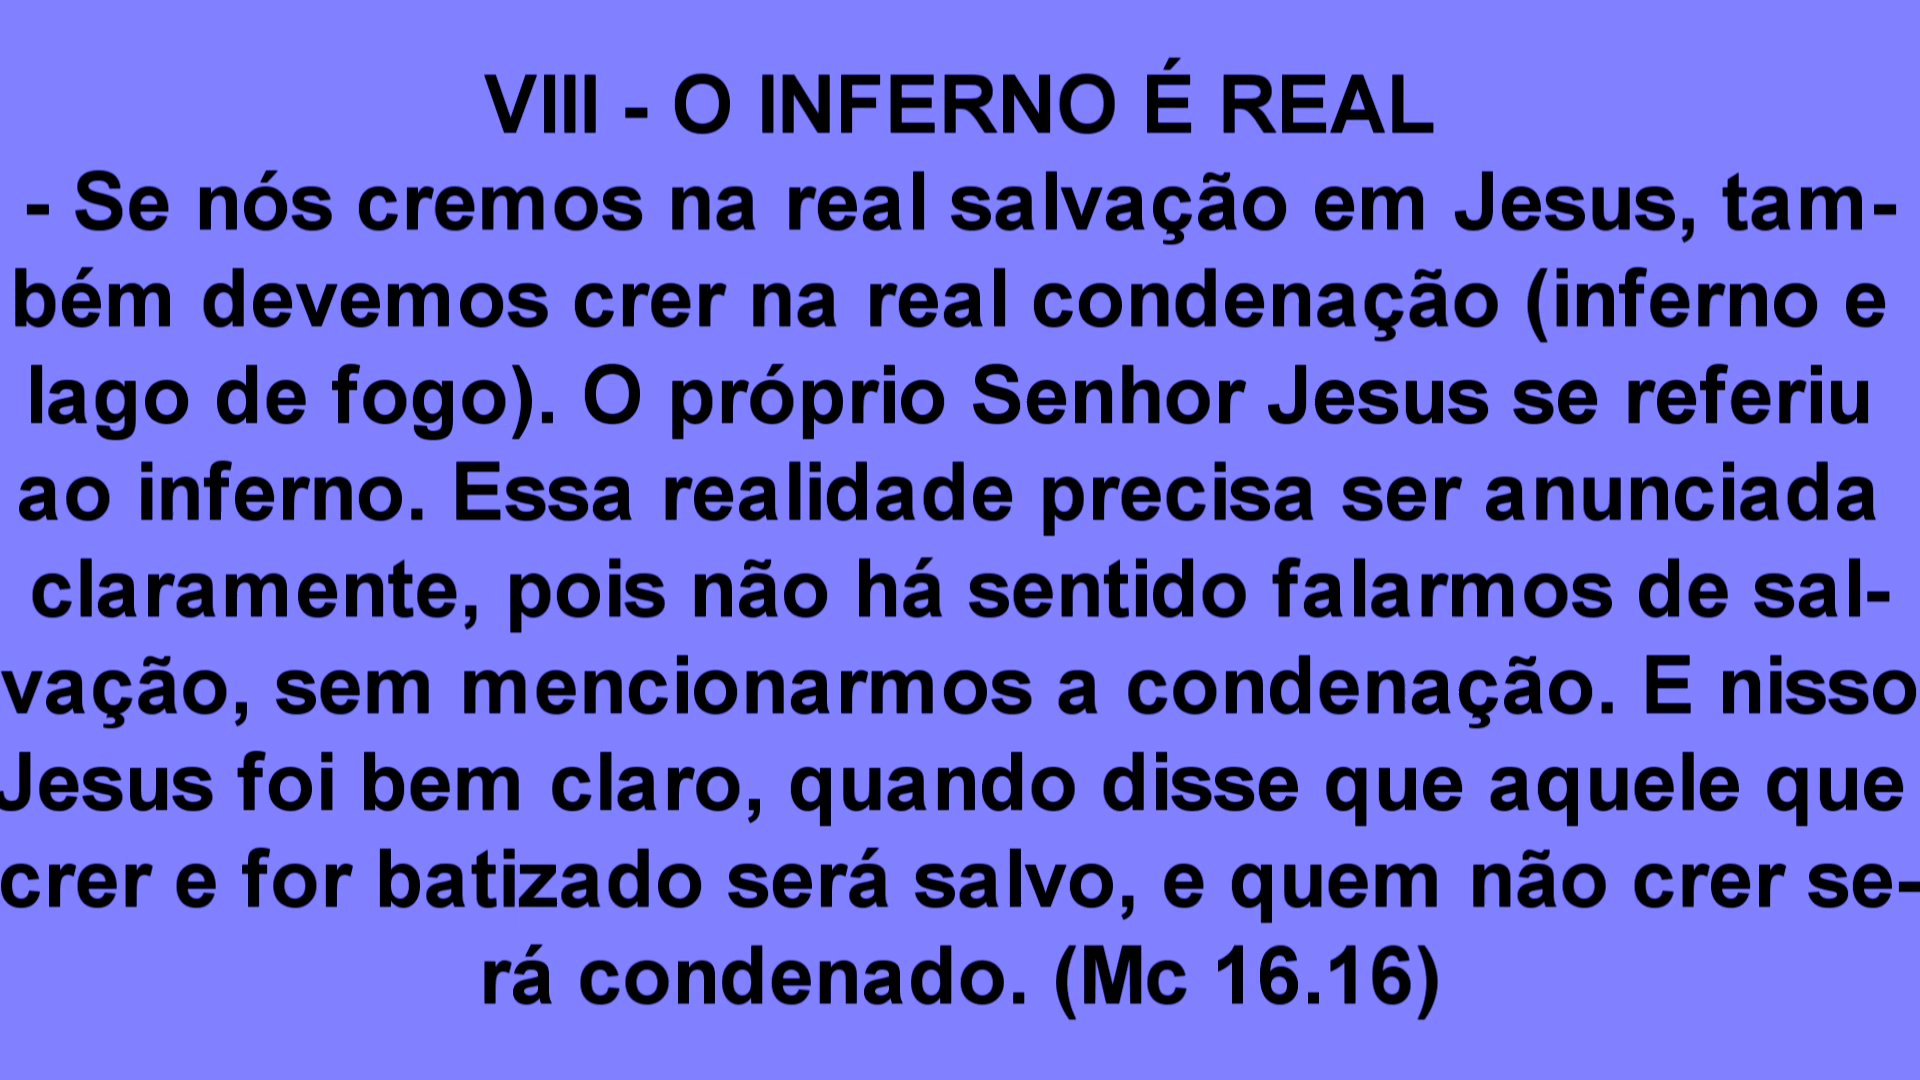 VIII - O INFERNO É REAL
- Se nós cremos na real salvação em Jesus, tam-
bém devemos crer na real condenação (inferno e
lago de fogo). O próprio Senhor Jesus se referiu
ao inferno. Essa realidade precisa ser anunciada
claramente, pois não há sentido falarmos de sal-
vação, sem mencionarmos a condenação. E nisso
Jesus foi bem claro, quando disse que aquele que
crer e for batizado será salvo, e quem não crer se-
rá condenado. (Mc 16.16)